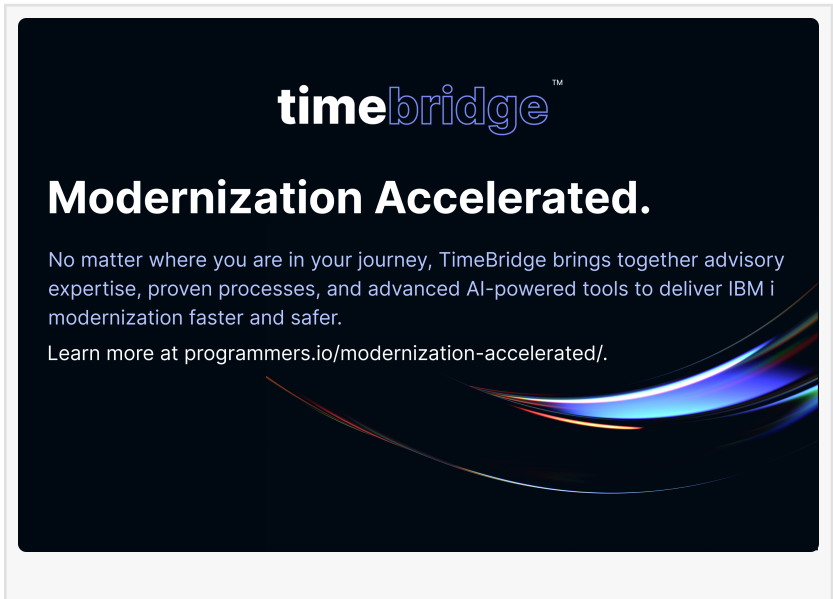 timebridge™
Modernization Accelerated.
No matter where you are in your journey, TimeBridge brings together advisory
expertise, proven processes, and advanced AI-powered tools to deliver IBM i
modernization faster and safer.
Learn more at programmers.io/modernization-accelerated/.